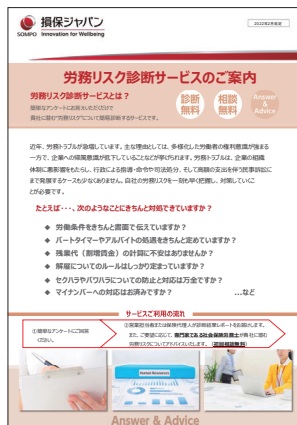 損保ジャパン
SOMPO Innovation for Wellbeing
2022年2月改定
労務リスク診断サービスのご案内
労務リスク診断サービスとは？
簡単なアンケートにお答えいただくだけで
貴社に潜む"労務リスク"について簡易診断するサービスです。
診断
無料
相談
無料
Answer
&
Advice
近年、労務トラブルが急増しています。主な理由としては、多様化した労働者の権利意識が強まる
一方で、企業への帰属意識が低下していることなどが挙げられます。労務トラブルは、企業の組織
体制に悪影響をもたらし、行政による指導・命令や司法処分、そして高額の支出を伴う民事訴訟に
まで発展するケースも少なくありません。自社の労務リスクを一刻も早く把握し、対策していくこ
とが必要です。
たとえば・・・、次のようなことにきちんと対処できていますか？
◆ 労働条件をきちんと書面で伝えていますか？
◆ パートタイマーやアルバイトの処遇をきちんと定めていますか？
◆ 残業代（割増賃金）の計算に不安はありませんか？
◆ 解雇についてのルールはっきり定まっていますか？
◆ セクハラやパワハラについての防止と対応は万全ですか？
◆ マイナンバーへの対応はお済みですか？ ...など
サービスご利用の流れ
①簡単なアンケートにご回答
ください。
②営業担当者または保険代理人が診断結果レポートをお届けします。
また、ご要望に応じて、専門家である社会保険労務士が貴社に潜む
労務リスクについてアドバイスいたします。（初回相談無料）
Human Resources
Answer & Advice